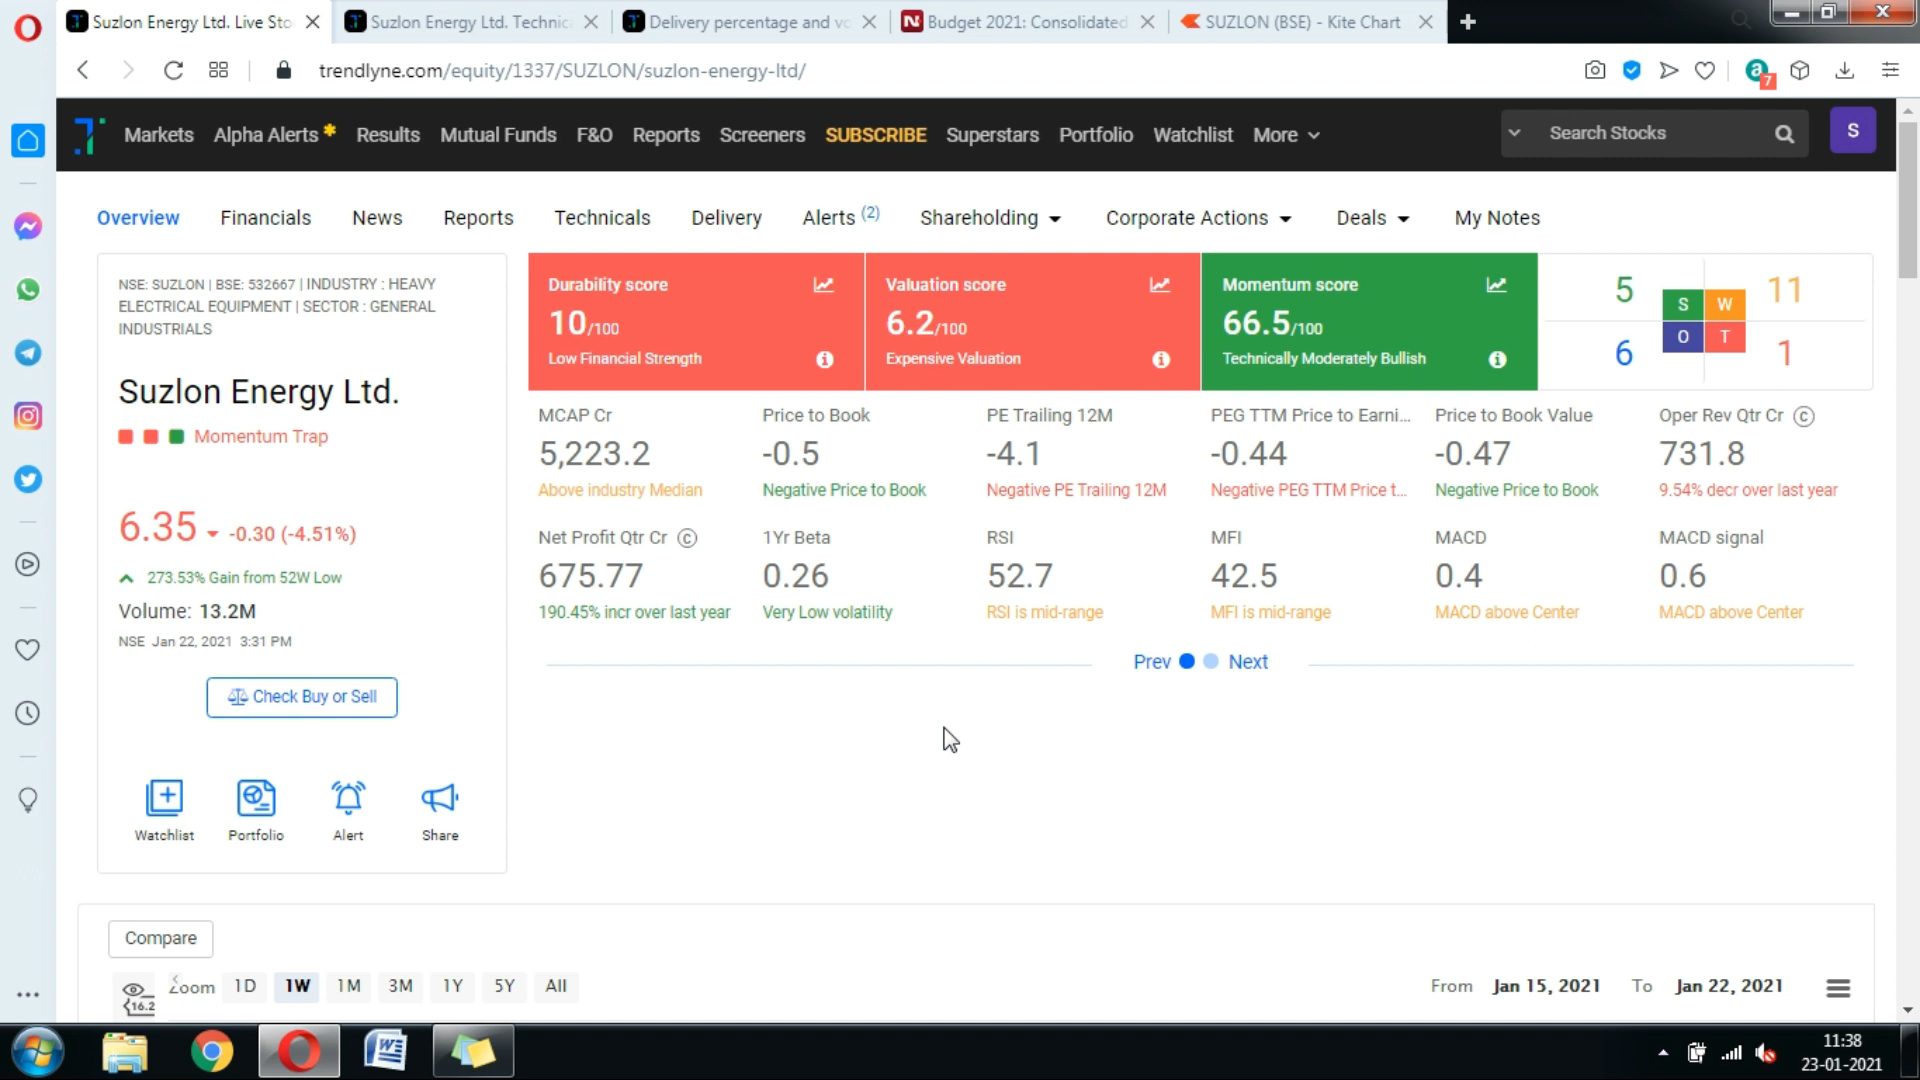 Suzlon Energy Ltd. Live Sto
Suzlon Energy Ltd. Technic
Delivery percentage and vo
Budget 2021: Consolidated
SUZLON (BSE) - Kite Chart
trendlyne.com/equity/1337/SUZLON/suzlon-energy-ltd/
a
7
Markets
Alpha Alerts
Results
Mutual Funds
F&O
Reports
Screeners
SUBSCRIBE
Superstars
Portfolio
Watchlist
More
Search Stocks
S
Overview
Financials
News
Reports
Technicals
Delivery
Alerts (2)
Shareholding
Corporate Actions
Deals
My Notes
NSE: SUZLON | BSE: 532667 | INDUSTRY : HEAVY
ELECTRICAL EQUIPMENT | SECTOR : GENERAL
INDUSTRIALS
Suzlon Energy Ltd.
Momentum Trap
6.35 -0.30 (-4.51%)
273.53% Gain from 52W Low
Volume: 13.2M
NSE Jan 22, 2021 3:31 PM
Check Buy or Sell
Watchlist
Portfolio
Alert
Share
Durability score
10/100
Low Financial Strength
Valuation score
6.2/100
Expensive Valuation
Momentum score
66.5/100
Technically Moderately Bullish
5
S
W
11
6
O
T
1
MCAP Cr
5,223.2
Above industry Median
Price to Book
-0.5
Negative Price to Book
PE Trailing 12M
-4.1
Negative PE Trailing 12M
PEG TTM Price to Earni...
-0.44
Negative PEG TTM Price t...
Price to Book Value
-0.47
Negative Price to Book
Oper Rev Qtr Cr C
731.8
9.54% decr over last year
Net Profit Qtr Cr C
675.77
190.45% incr over last year
1Yr Beta
0.26
Very Low volatility
RSI
52.7
RSI is mid-range
MFI
42.5
MFI is mid-range
MACD
0.4
MACD above Center
MACD signal
0.6
MACD above Center
Prev
Next
Compare
Zoom
1D
1W
1M
3M
1Y
5Y
All
From Jan 15, 2021 To Jan 22, 2021
16.2
11:38
23-01-2021